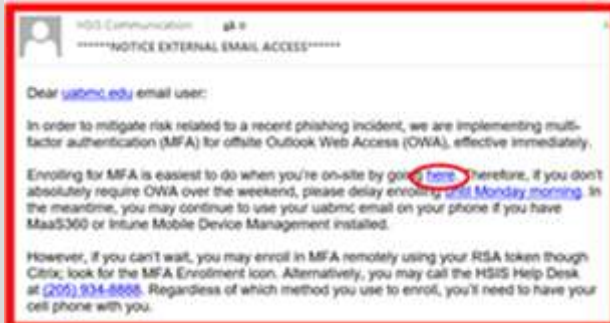 HSIS Communication
******NOTICE EXTERNAL EMAIL ACCESS******
Dear uabmc.edu email user:
In order to mitigate risk related to a recent phishing incident, we are implementing multi-
factor authentication (MFA) for offsite Outlook Web Access (OWA), effective immediately.
Enrolling for MFA is easiest to do when you're on-site by going here. Therefore, if you don't
absolutely require OWA over the weekend, please delay enrolling until Monday morning. In
the meantime, you may continue to use your uabmc email on your phone if you have
MaaS360 or Intune Mobile Device Management installed.
However, if you can't wait, you may enroll in MFA remotely using your RSA token though
Citrix; look for the MFA Enrollment icon. Alternatively, you may call the HSIS Help Desk
at (205) 934-8888. Regardless of which method you use to enroll, you'll need to have your
cell phone with you.